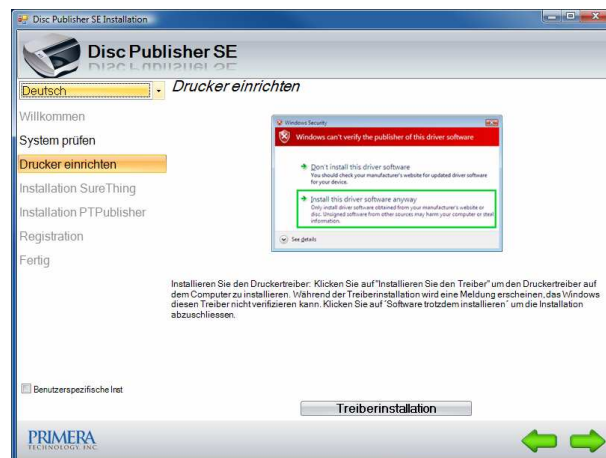 Disc Publisher SE Installation
Disc Publisher SE
Deutsch
Drucker einrichten
Willkommen
System prüfen
Drucker einrichten
Installation SureThing
Installation PTPublisher
Registration
Fertig
Windows Security
Windows can't verify the publisher of this driver software
Don't install this driver software
You should check your manufacturer's website for updated driver software
for your device.
Install this driver software anyway
Only install driver software obtained from your manufacturer's website or
disc. Unsigned software from other sources may harm your computer or steal
information.
See details
Installieren Sie den Druckertreiber: Klicken Sie auf "Installieren Sie den Treiber" um den Druckertreiber auf
dem Computer zu installieren. Während der Treiberinstallation wird eine Meldung erscheinen, das Windows
diesen Treiber nicht verifizieren kann. Klicken Sie auf 'Software trotzdem installieren' um die Installation
abzuschliessen.
Benutzerspezifische Inst
Treiberinstallation
PRIMERA
TECHNOLOGY, INC.